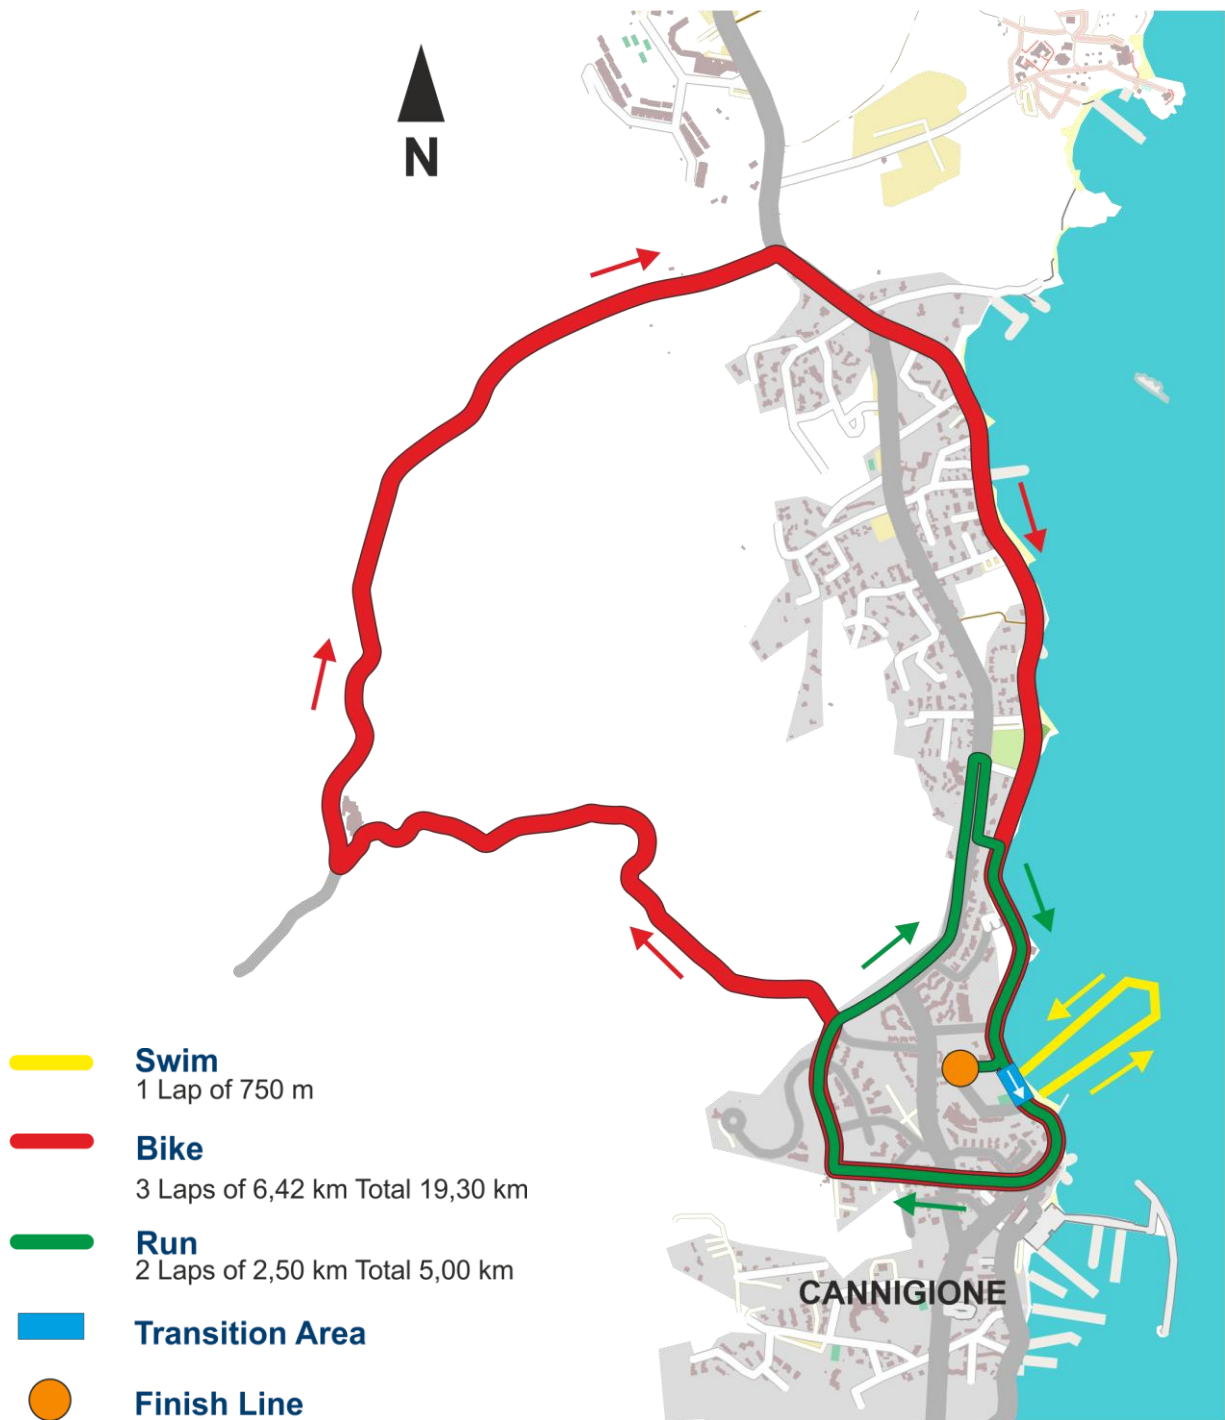 N
Swim
1 Lap of 750 m
Bike
3 Laps of 6,42 km Total 19,30 km
Run
2 Laps of 2,50 km Total 5,00 km
CANNIGIONE
Transition Area
Finish Line